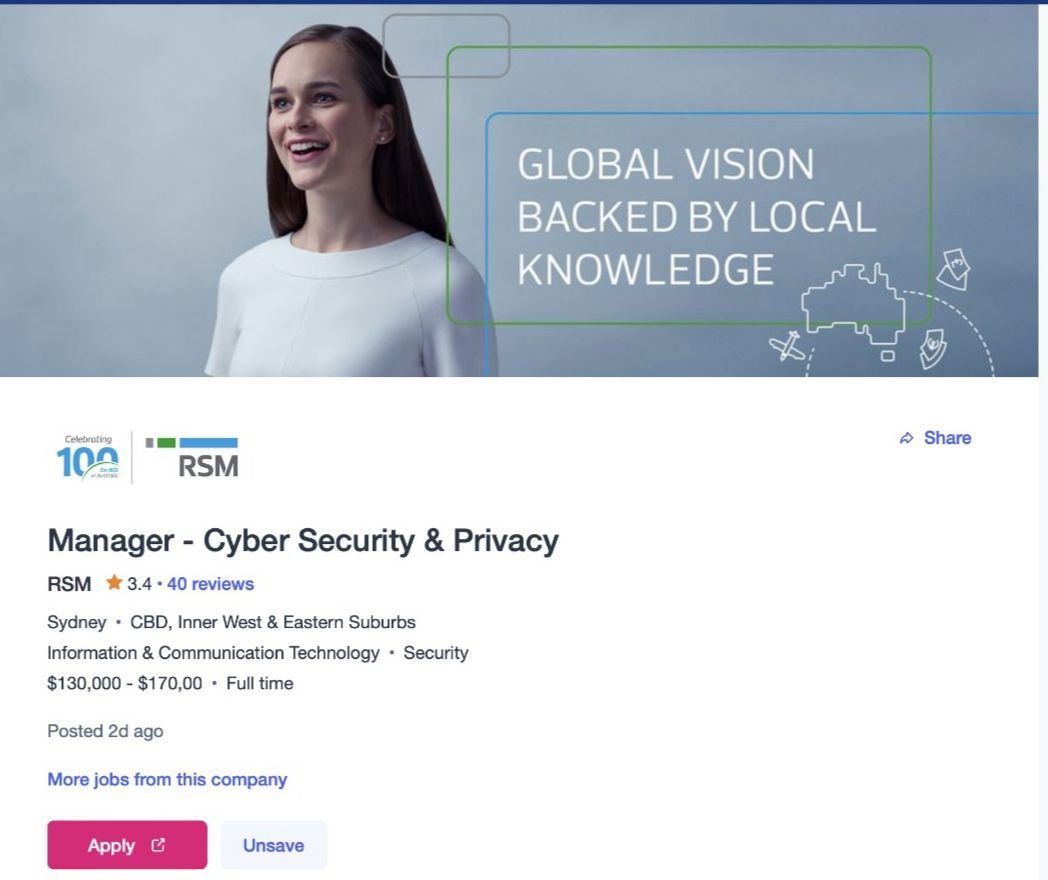 GLOBAL VISION
BACKED BY LOCAL
KNOWLEDGE
Celebrating
100
in Australia
RSM
Share
Manager - Cyber Security & Privacy
RSM 3.4 • 40 reviews
Sydney • CBD, Inner West & Eastern Suburbs
Information & Communication Technology • Security
$130,000 - $170,00 • Full time
Posted 2d ago
More jobs from this company
Apply
Unsave